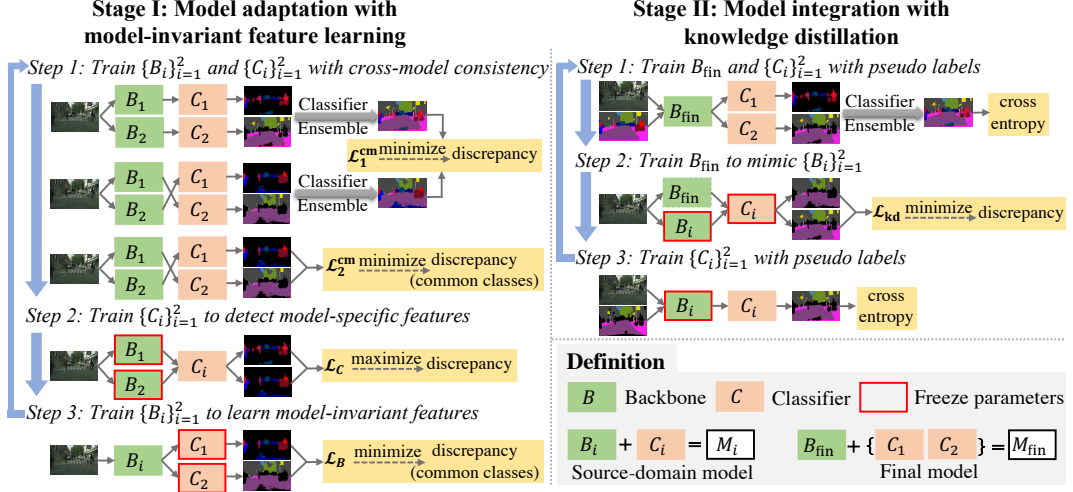 Stage I: Model adaptation with
model-invariant feature learning
Step 1: Train {B_i}_{i=1}^2 and {C_i}_{i=1}^2 with cross-model consistency
B_1 C_1 Classifier
B_2 C_2 Ensemble
ℒ_1^cm minimize discrepancy
B_1 C_1 Classifier
B_2 C_2 Ensemble
B_1 C_1
ℒ_2^cm minimize discrepancy
B_2 C_2 (common classes)
Step 2: Train {C_i}_{i=1}^2 to detect model-specific features
B_1
C_i ℒ_C maximize discrepancy
B_2
Step 3: Train {B_i}_{i=1}^2 to learn model-invariant features
C_1
B_i ℒ_B minimize discrepancy
C_2 (common classes)
Stage II: Model integration with
knowledge distillation
Step 1: Train B_fin and {C_i}_{i=1}^2 with pseudo labels
C_1 Classifier cross
B_fin
C_2 Ensemble entropy
Step 2: Train B_fin to mimic {B_i}_{i=1}^2
B_fin
C_i ℒ_kd minimize discrepancy
B_i
Step 3: Train {C_i}_{i=1}^2 with pseudo labels
B_i C_i cross
entropy
Definition
B Backbone C Classifier Freeze parameters
B_i + C_i = M_i B_fin + { C_1 C_2 } = M_fin
Source-domain model Final model